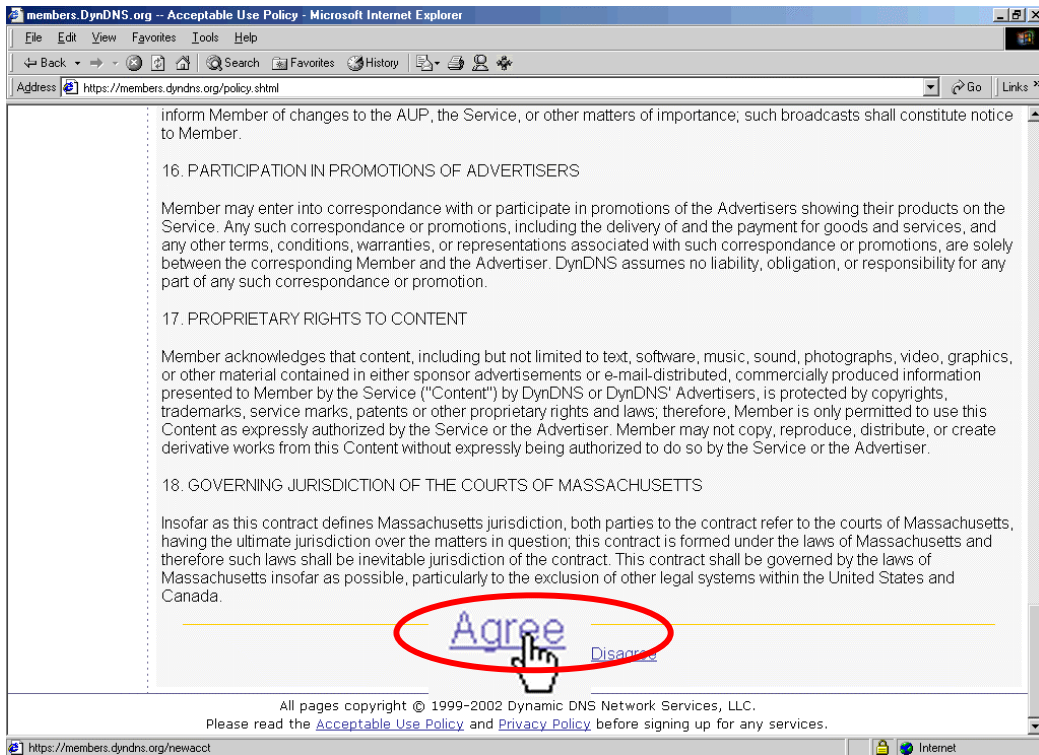 members.DynDNS.org -- Acceptable Use Policy - Microsoft Internet Explorer
File Edit View Favorites Tools Help
Back Search Favorites History
Address https://members.dyndns.org/policy.shtml Go Links »
inform Member of changes to the AUP, the Service, or other matters of importance; such broadcasts shall constitute notice
to Member.
16. PARTICIPATION IN PROMOTIONS OF ADVERTISERS
Member may enter into correspondence with or participate in promotions of the Advertisers showing their products on the
Service. Any such correspondence or promotions, including the delivery of and the payment for goods and services, and
any other terms, conditions, warranties, or representations associated with such correspondence or promotions, are solely
between the corresponding Member and the Advertiser. DynDNS assumes no liability, obligation, or responsibility for any
part of any such correspondance or promotion.
17. PROPRIETARY RIGHTS TO CONTENT
Member acknowledges that content, including but not limited to text, software, music, sound, photographs, video, graphics,
or other material contained in either sponsor advertisements or e-mail-distributed, commercially produced information
presented to Member by the Service ("Content") by DynDNS or DynDNS' Advertisers, is protected by copyrights,
trademarks, service marks, patents or other proprietary rights and laws; therefore, Member is only permitted to use this
Content as expressly authorized by the Service or the Advertiser. Member may not copy, reproduce, distribute, or create
derivative works from this Content without expressly being authorized to do so by the Service or the Advertiser.
18. GOVERNING JURISDICTION OF THE COURTS OF MASSACHUSETTS
Insofar as this contract defines Massachusetts jurisdiction, both parties to the contract refer to the courts of Massachusetts,
having the ultimate jurisdiction over the matters in question; this contract is formed under the laws of Massachusetts and
therefore such laws shall be inevitable jurisdiction of the contract. This contract shall be governed by the laws of
Massachusetts insofar as possible, particularly to the exclusion of other legal systems within the United States and
Canada.
Agree
Disagree
All pages copyright © 1999-2002 Dynamic DNS Network Services, LLC.
Please read the Acceptable Use Policy and Privacy Policy before signing up for any services.
https://members.dyndns.org/newacct Internet